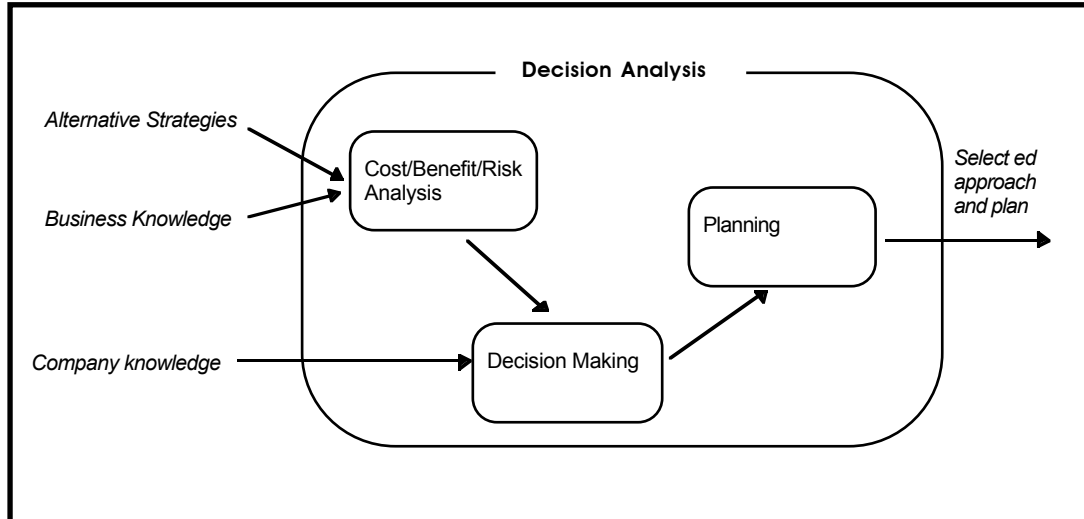 Decision Analysis
Alternative Strategies
Cost/Benefit/Risk
Analysis
Business Knowledge
Select ed
approach
and plan
Planning
Company knowledge
Decision Making